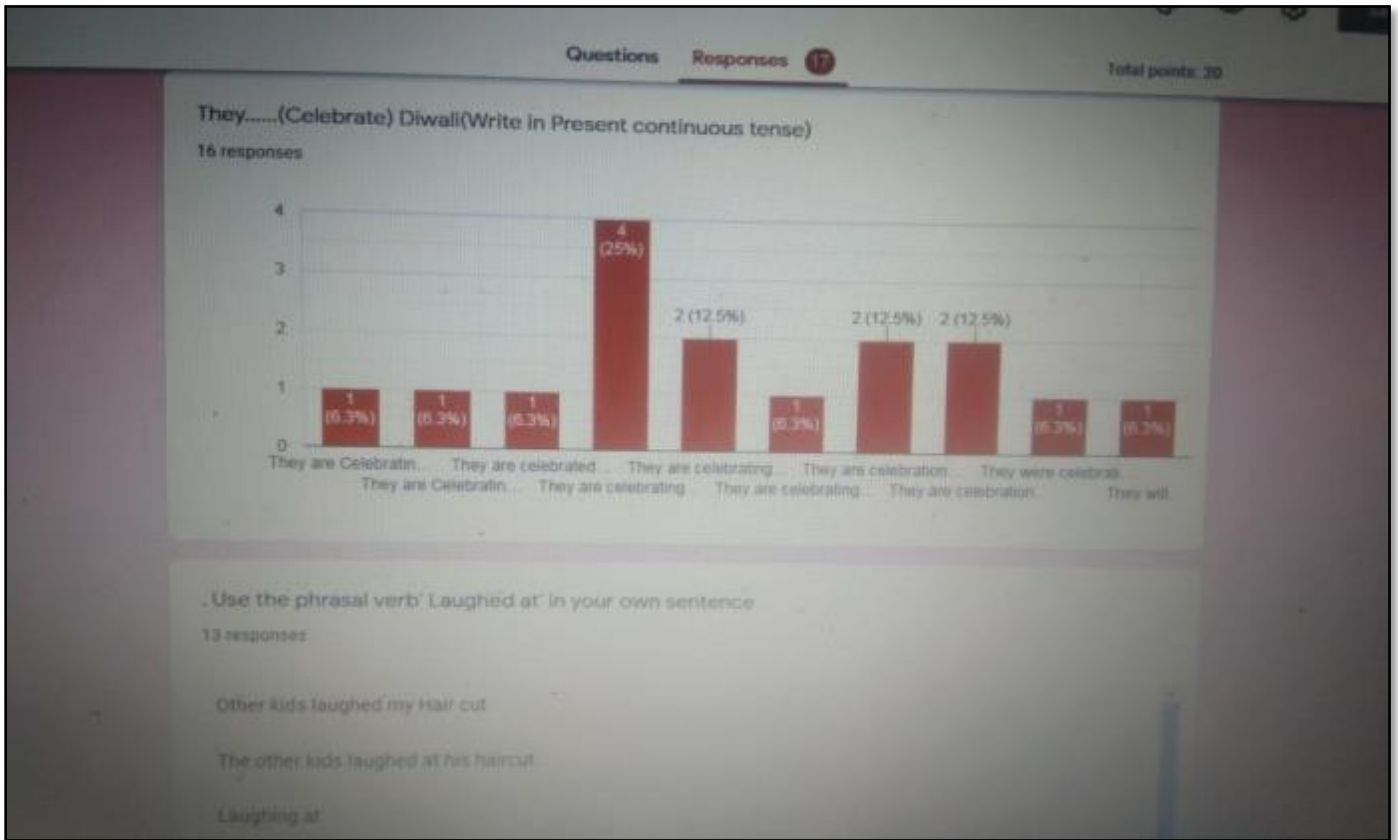 Questions Responses 17
Total points: 20
They......(Celebrate) Diwali(Write in Present continuous tense)
16 responses
4
3
2
1
0
1
(6.3%)
1
(6.3%)
1
(6.3%)
4
(25%)
2 (12.5%)
1
(6.3%)
2 (12.5%)
2 (12.5%)
1
(6.3%)
1
(6.3%)
They are Celebratin...
They are Celebratin...
They are celebrated...
They are celebrating...
They are celebrating...
They are celebrating...
They are celebration...
They are celebration...
They were celebrati...
They will...
. Use the phrasal verb' Laughed at' in your own sentence
13 responses
Other kids laughed my Hair cut
The other kids laughed at his haircut.
Laughing at